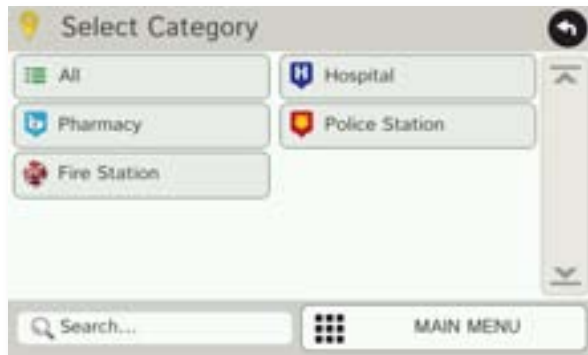 Select Category
All
Hospital
Pharmacy
Police Station
Fire Station
Search...
MAIN MENU